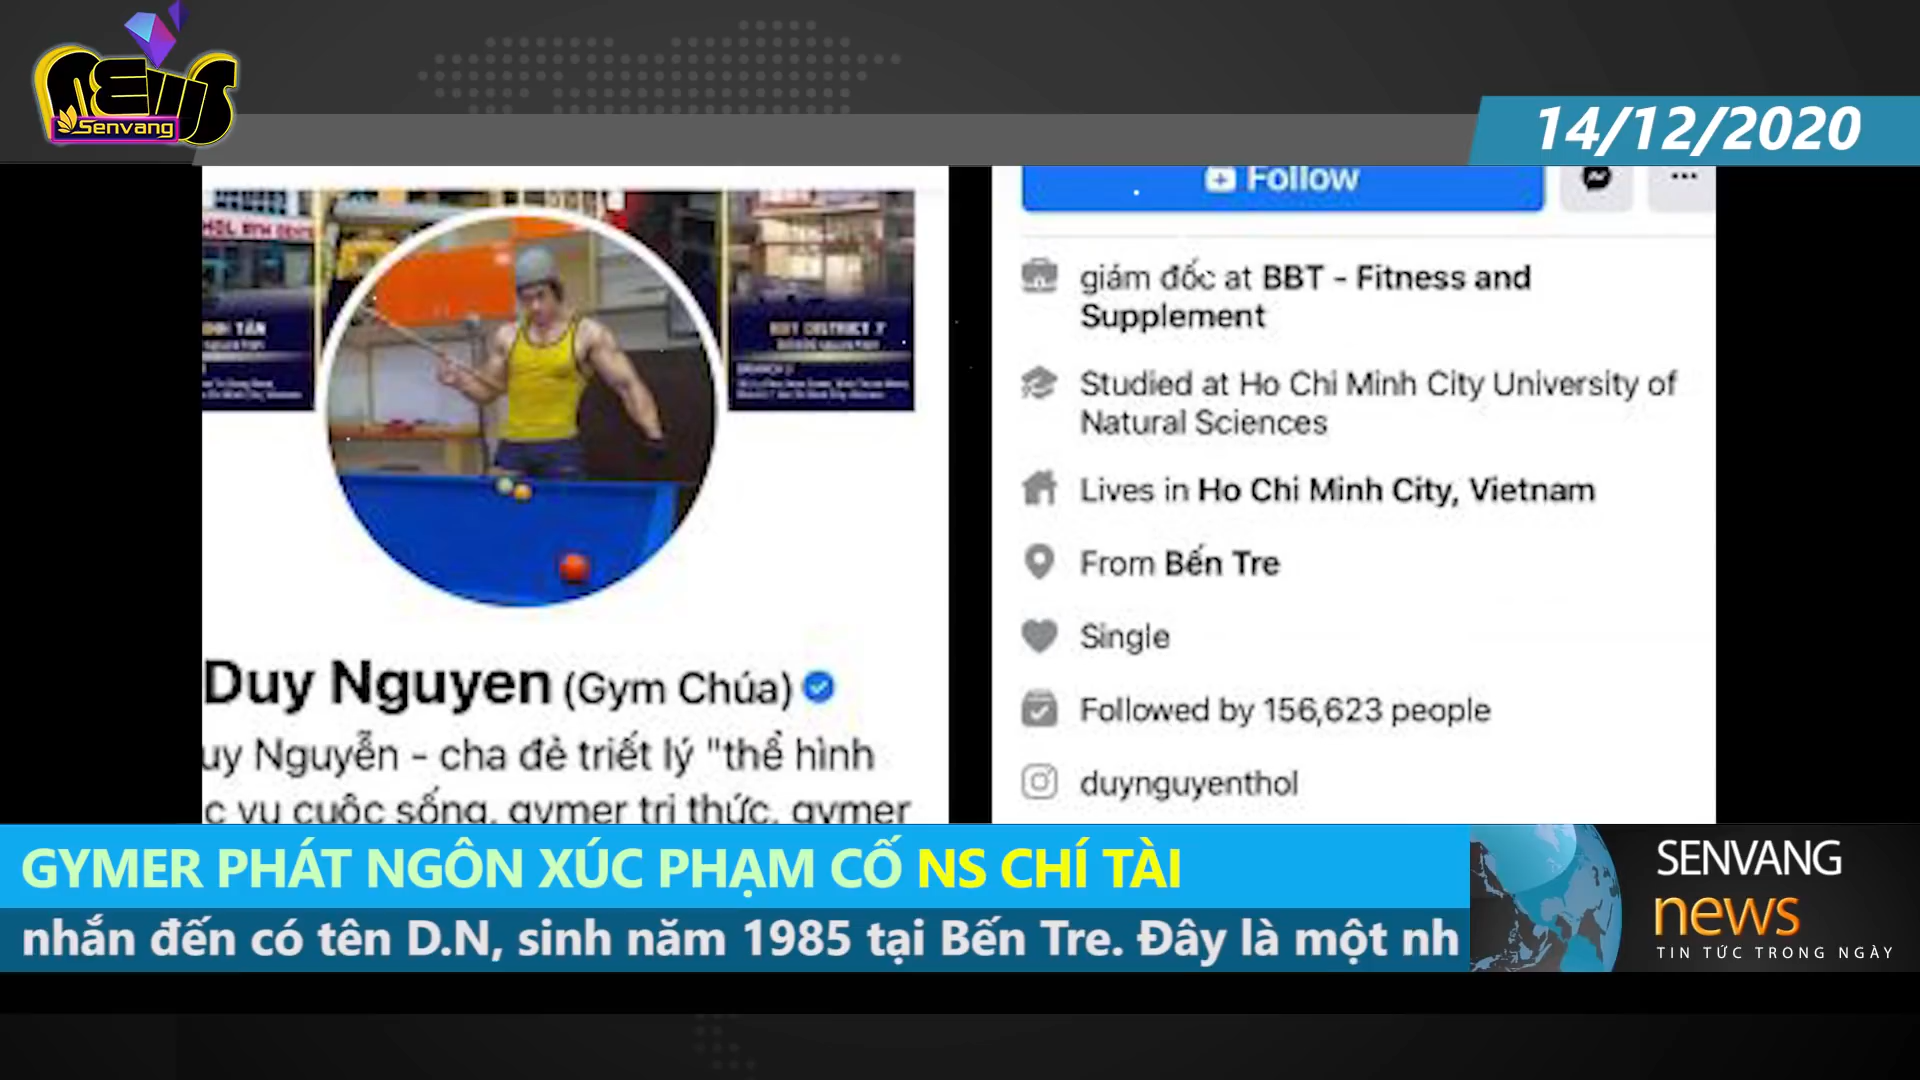 NEWS
Senvang
14/12/2020
Follow
giám đốc at BBT - Fitness and
Supplement
Studied at Ho Chi Minh City University of
Natural Sciences
Lives in Ho Chi Minh City, Vietnam
From Bến Tre
Single
Followed by 156,623 people
duynguyenthol
Duy Nguyen (Gym Chúa)
uy Nguyễn - cha đẻ triết lý "thể hình
c vụ cuộc sống, gymer tri thức, gymer
GYMER PHÁT NGÔN XÚC PHẠM CỐ NS CHÍ TÀI
nhắn đến có tên D.N, sinh năm 1985 tại Bến Tre. Đây là một nh
SENVANG
news
TIN TỨC TRONG NGÀY